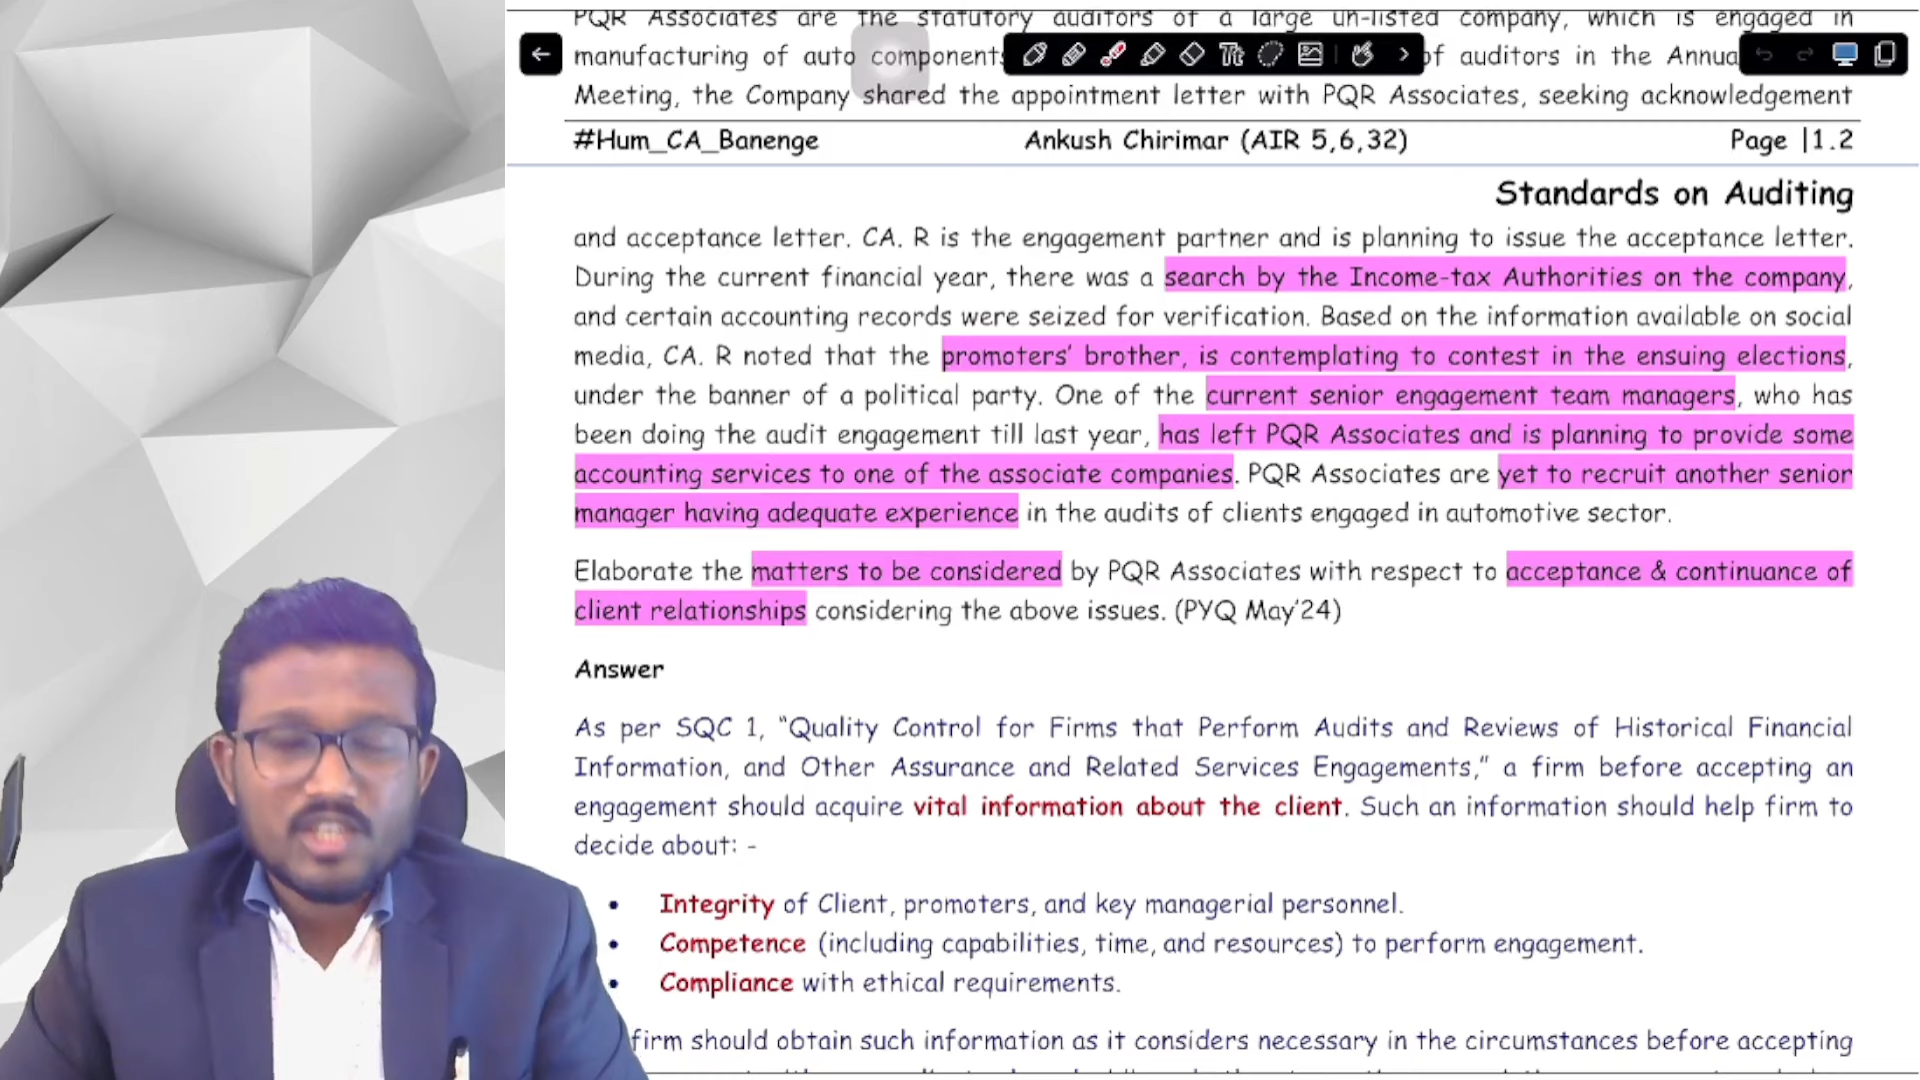 PQR Associates are the statutory auditors of a large un-listed company, which is engaged in
manufacturing of auto components of auditors in the Annua
Meeting, the Company shared the appointment letter with PQR Associates, seeking acknowledgement
#Hum_CA_Banenge Ankush Chirimar (AIR 5,6,32) Page |1.2
Standards on Auditing
and acceptance letter. CA. R is the engagement partner and is planning to issue the acceptance letter.
During the current financial year, there was a search by the Income-tax Authorities on the company,
and certain accounting records were seized for verification. Based on the information available on social
media, CA. R noted that the promoters' brother, is contemplating to contest in the ensuing elections,
under the banner of a political party. One of the current senior engagement team managers, who has
been doing the audit engagement till last year, has left PQR Associates and is planning to provide some
accounting services to one of the associate companies. PQR Associates are yet to recruit another senior
manager having adequate experience in the audits of clients engaged in automotive sector.
Elaborate the matters to be considered by PQR Associates with respect to acceptance & continuance of
client relationships considering the above issues. (PYQ May'24)
Answer
As per SQC 1, "Quality Control for Firms that Perform Audits and Reviews of Historical Financial
Information, and Other Assurance and Related Services Engagements," a firm before accepting an
engagement should acquire vital information about the client. Such an information should help firm to
decide about: -
• Integrity of Client, promoters, and key managerial personnel.
• Competence (including capabilities, time, and resources) to perform engagement.
• Compliance with ethical requirements.
firm should obtain such information as it considers necessary in the circumstances before accepting